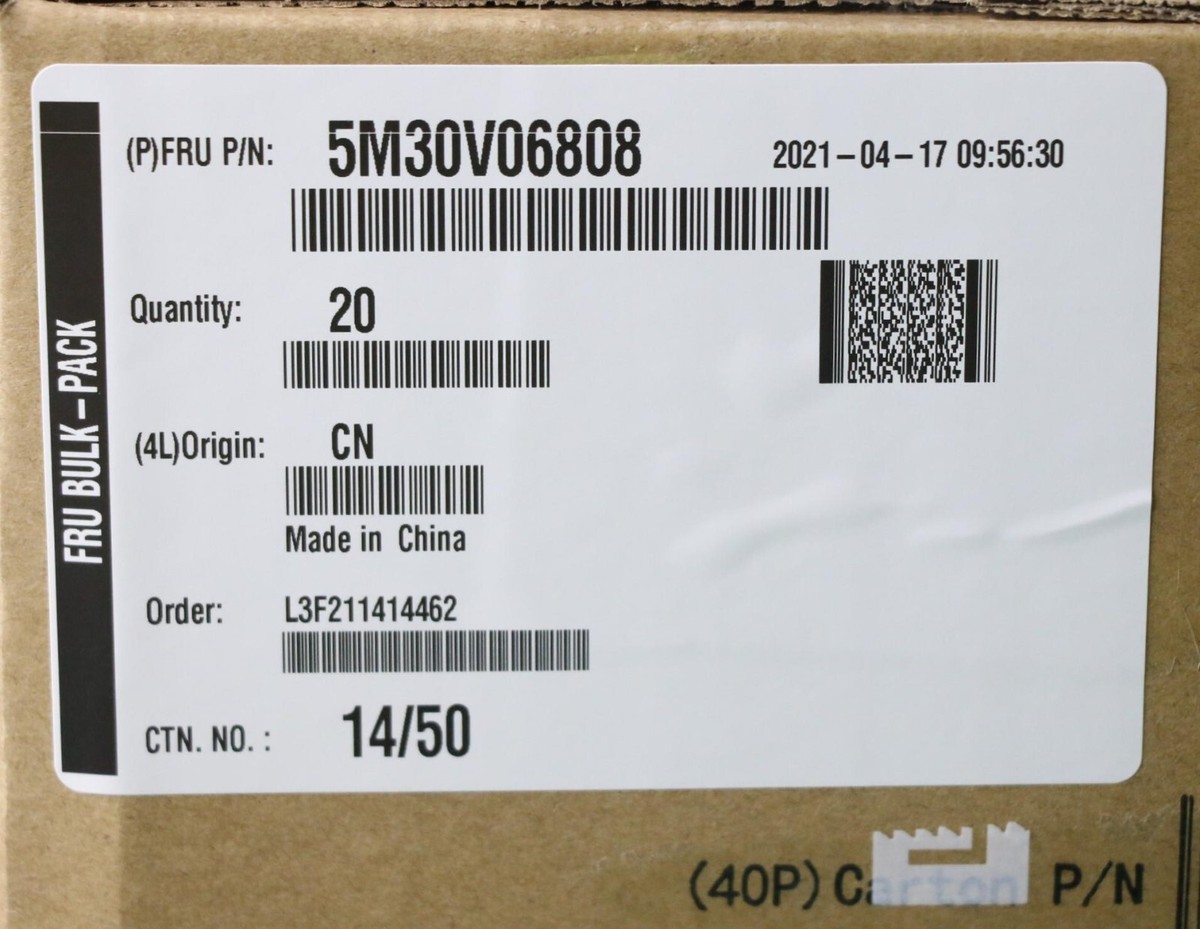 FRU BULK – PACK
(P)FRU P/N: 5M30V06808 2021–04–17 09:56:30
Quantity: 20
(4L)Origin: CN
Made in China
Order: L3F211414462
CTN. NO. : 14/50
(40P) Carton P/N